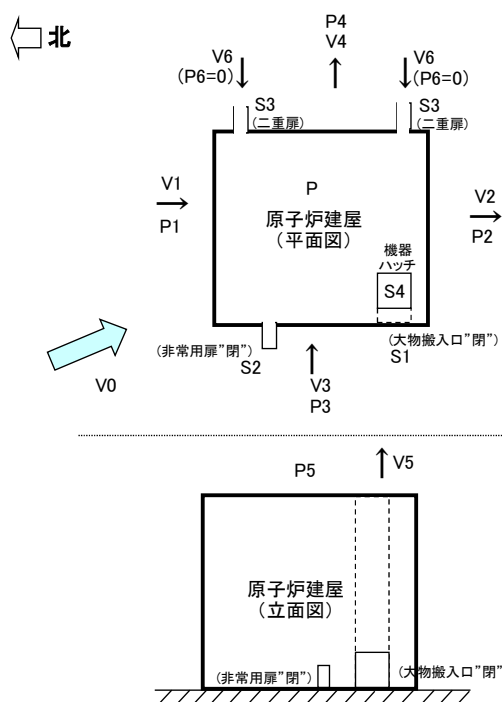 北
P4
V4
V6
(P6=0)
V6
(P6=0)
S3
(二重扉)
S3
(二重扉)
V1
P1
P
原子炉建屋
(平面図)
V2
P2
機器
ハッチ
S4
(非常用扉”閉”)
S2
(大物搬入口”閉”)
S1
V0
V3
P3
P5
V5
原子炉建屋
(立面図)
(非常用扉”閉”)
(大物搬入口”閉”